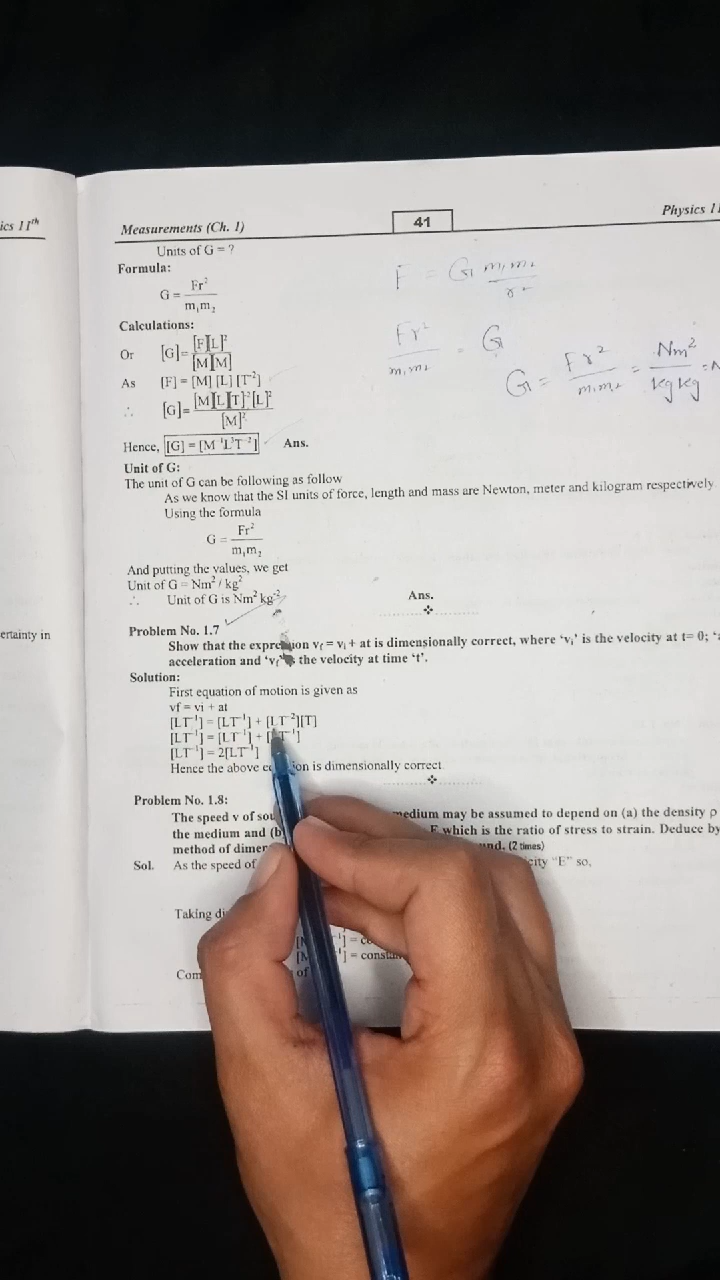 ics 11th
ertainty in
Measurements (Ch. 1)
41
Physics 11
Units of G = ?
Formula:
G = Fr²/m₁m₂
Calculations:
Or [G] = [F][L]²/[M][M]
As [F] = [M] [L] [T⁻²]
∴ [G] = [M][L][T]⁻²[L]²/[M]²
Hence, [G] = [M⁻¹L³T⁻²] Ans.
F = G m₁m₂/r²
Fr²/m₁m₂ = G
G = Fr²/m₁m₂ = Nm²/kg kg = N
Unit of G:
The unit of G can be following as follow
As we know that the SI units of force, length and mass are Newton, meter and kilogram respectively.
Using the formula
G = Fr²/m₁m₂
And putting the values, we get
Unit of G = Nm² / kg²
∴ Unit of G is Nm² kg⁻² Ans.
Problem No. 1.7
Show that the expression v_f = v_i + at is dimensionally correct, where 'v_i' is the velocity at t= 0; 'a
acceleration and 'v_f' is the velocity at time 't'.
Solution:
First equation of motion is given as
vf = vi + at
[LT⁻¹] = [LT⁻¹] + [LT⁻²][T]
[LT⁻¹] = [LT⁻¹] + [LT⁻¹]
[LT⁻¹] = 2[LT⁻¹]
Hence the above equation is dimensionally correct.
Problem No. 1.8:
The speed v of medium may be assumed to depend on (a) the density ρ
the medium and (b) E which is the ratio of stress to strain. Deduce by
method of (2 times)
Sol. As the speed of "E" so,
Taking
of